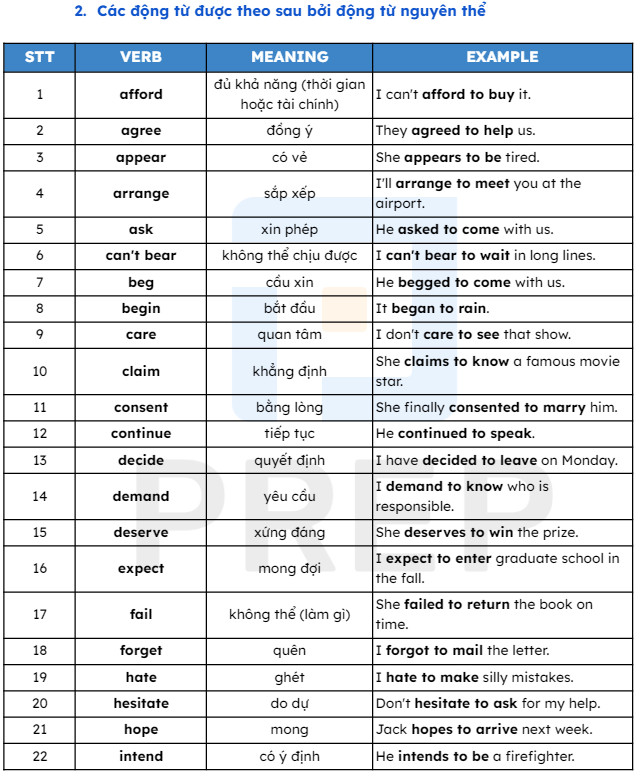 2. Các động từ được theo sau bởi động từ nguyên thể
STT VERB MEANING EXAMPLE
1 afford đủ khả năng (thời gian hoặc tài chính) I can't afford to buy it.
2 agree đồng ý They agreed to help us.
3 appear có vẻ She appears to be tired.
4 arrange sắp xếp I'll arrange to meet you at the airport.
5 ask xin phép He asked to come with us.
6 can't bear không thể chịu được I can't bear to wait in long lines.
7 beg cầu xin He begged to come with us.
8 begin bắt đầu It began to rain.
9 care quan tâm I don't care to see that show.
10 claim khẳng định She claims to know a famous movie star.
11 consent bằng lòng She finally consented to marry him.
12 continue tiếp tục He continued to speak.
13 decide quyết định I have decided to leave on Monday.
14 demand yêu cầu I demand to know who is responsible.
15 deserve xứng đáng She deserves to win the prize.
16 expect mong đợi I expect to enter graduate school in the fall.
17 fail không thể (làm gì) She failed to return the book on time.
18 forget quên I forgot to mail the letter.
19 hate ghét I hate to make silly mistakes.
20 hesitate do dự Don't hesitate to ask for my help.
21 hope mong Jack hopes to arrive next week.
22 intend có ý định He intends to be a firefighter.
PREP